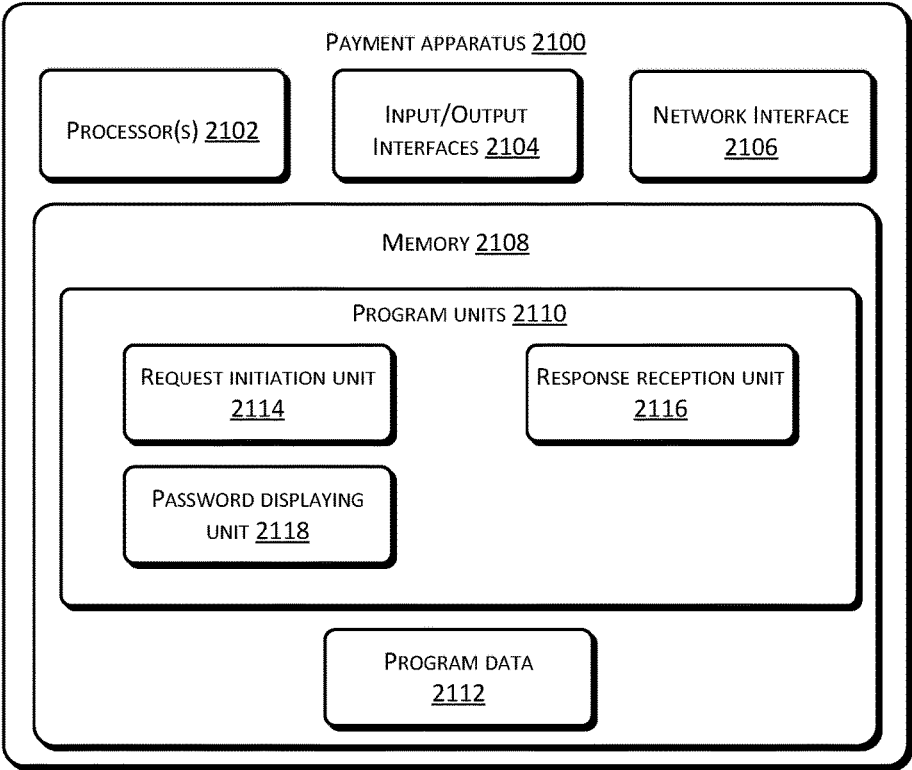 PAYMENT APPARATUS 2100
PROCESSOR(S) 2102
INPUT/OUTPUT
INTERFACES 2104
NETWORK INTERFACE
2106
MEMORY 2108
PROGRAM UNITS 2110
REQUEST INITIATION UNIT
2114
RESPONSE RECEPTION UNIT
2116
PASSWORD DISPLAYING
UNIT 2118
PROGRAM DATA
2112